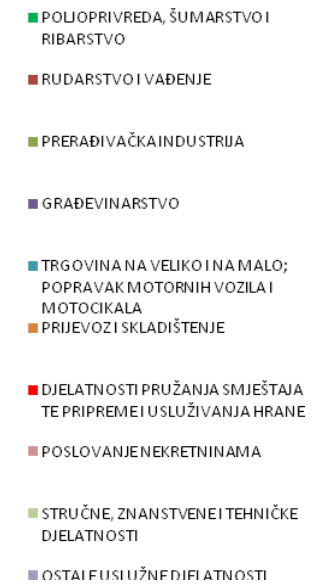 POLJOPRIVREDA, ŠUMARSTVO I
RIBARSTVO
RUDARSTVO I VAĐENJE
PRERAĐIVAČKA INDUSTRIJA
GRAĐEVINARSTVO
TRGOVINA NA VELIKO I NA MALO;
POPRAVAK MOTORNIH VOZILA I
MOTOCIKALA
PRIJEVOZ I SKLADIŠTENJE
DJELATNOSTI PRUŽANJA SMJEŠTAJA
TE PRIPREME I USLUŽIVANJA HRANE
POSLOVANJE NEKRETNINAMA
STRUČNE, ZNANSTVENE I TEHNIČKE
DJELATNOSTI
OSTALE USLUŽNE DJELATNOSTI